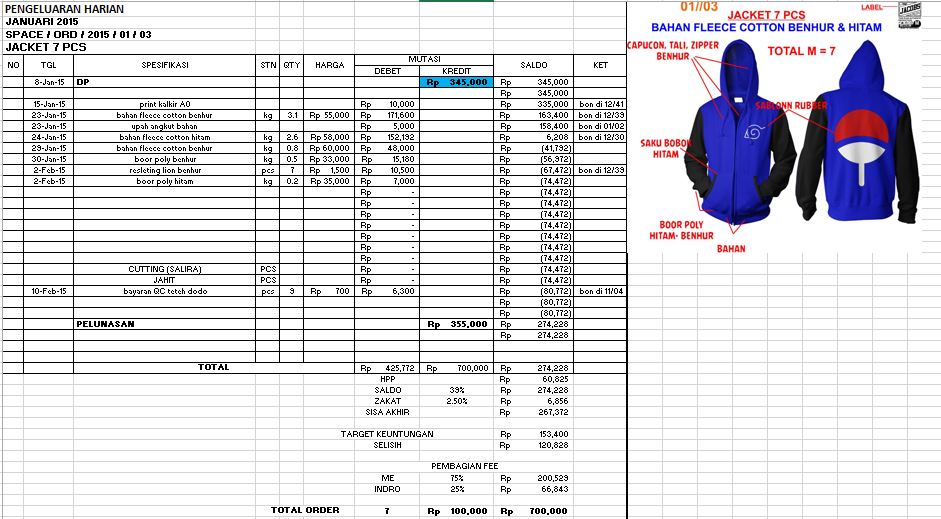 PENGELUARAN HARIAN
JANUARI 2015
SPACE / ORD / 2015 / 01 / 03
JACKET 7 PCS
NO TGL SPESIFIKASI STN QTY HARGA MUTASI SALDO KET
DEBET KREDIT
8-Jan-15 DP Rp 345,000 Rp 345,000
Rp 345,000
15-Jan-15 print kalkir A0 Rp 10,000 Rp 335,000 bon di 12/41
23-Jan-15 bahan fleece cotton benhur kg 3.1 Rp 55,000 Rp 171,600 Rp 163,400 bon di 12/39
23-Jan-15 upah angkut bahan Rp 5,000 Rp 158,400 bon di 01/02
24-Jan-15 bahan fleece cotton hitam kg 2.6 Rp 58,000 Rp 152,192 Rp 6,208 bon di 12/30
29-Jan-15 bahan fleece cotton benhur kg 0.8 Rp 60,000 Rp 48,000 Rp (41,792)
30-Jan-15 boor poly benhur kg 0.5 Rp 33,000 Rp 15,180 Rp (56,972)
2-Feb-15 resleting lion benhur pcs 7 Rp 1,500 Rp 10,500 Rp (67,472) bon di 12/39
2-Feb-15 boor poly hitam kg 0.2 Rp 35,000 Rp 7,000 Rp (74,472)
Rp - Rp (74,472)
Rp - Rp (74,472)
Rp - Rp (74,472)
Rp - Rp (74,472)
Rp - Rp (74,472)
Rp - Rp (74,472)
Rp - Rp (74,472)
CUTTING (SALIRA) PCS Rp - Rp (74,472)
JAHIT PCS Rp - Rp (74,472)
10-Feb-15 bayaran QC teteh dodo pcs 9 Rp 700 Rp 6,300 Rp (80,772) bon di 11/04
Rp (80,772)
Rp (80,772)
PELUNASAN Rp 355,000 Rp 274,228
Rp 274,228
TOTAL Rp 425,772 Rp 700,000 Rp 274,228
HPP Rp 60,825
SALDO 39% Rp 274,228
ZAKAT 2.50% Rp 6,856
SISA AKHIR Rp 267,372
TARGET KEUNTUNGAN Rp 153,400
SELISIH Rp 120,828
PEMBAGIAN FEE
ME 75% Rp 200,529
INDRO 25% Rp 66,843
TOTAL ORDER 7 Rp 100,000 Rp 700,000
01//03
LABEL
JACOBS
JACKET 7 PCS
BAHAN FLEECE COTTON BENHUR & HITAM
CAPUCON, TALI, ZIPPER
BENHUR
TOTAL M = 7
SABLONN RUBBER
SAKU BOBOK
HITAM
BOOR POLY
HITAM- BENHUR
BAHAN